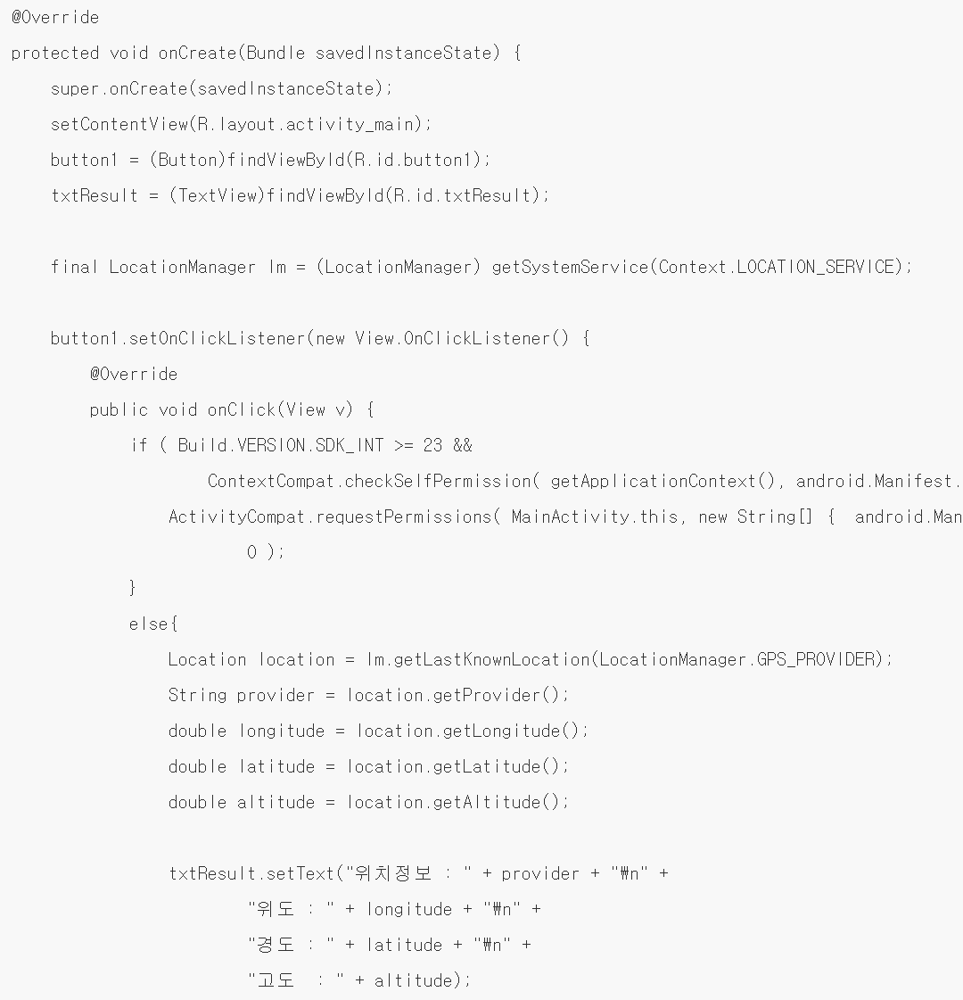 @Override
protected void onCreate(Bundle savedInstanceState) {
super.onCreate(savedInstanceState);
setContentView(R.layout.activity_main);
button1 = (Button)findViewById(R.id.button1);
txtResult = (TextView)findViewById(R.id.txtResult);
final LocationManager lm = (LocationManager) getSystemService(Context.LOCATION_SERVICE);
button1.setOnClickListener(new View.OnClickListener() {
@Override
public void onClick(View v) {
if ( Build.VERSION.SDK_INT >= 23 &&
ContextCompat.checkSelfPermission( getApplicationContext(), android.Manifest.
ActivityCompat.requestPermissions( MainActivity.this, new String[] {  android.Man
0 );
}
else{
Location location = lm.getLastKnownLocation(LocationManager.GPS_PROVIDER);
String provider = location.getProvider();
double longitude = location.getLongitude();
double latitude = location.getLatitude();
double altitude = location.getAltitude();
txtResult.setText("위치정보 : " + provider + "₩n" +
"위도 : " + longitude + "₩n" +
"경도 : " + latitude + "₩n" +
"고도  : " + altitude);